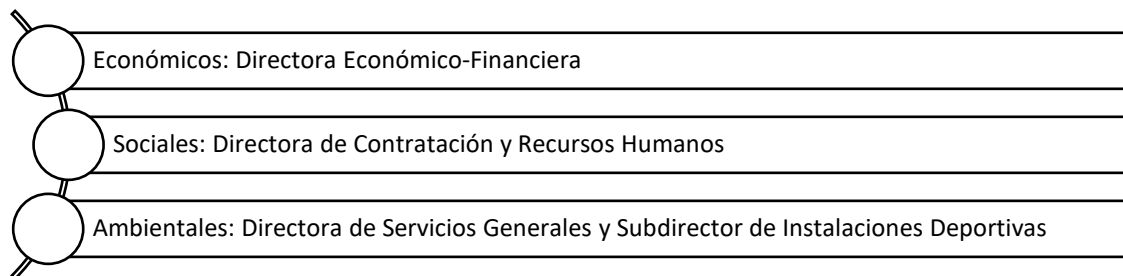 Económicos: Directora Económico-Financiera
Sociales: Directora de Contratación y Recursos Humanos
Ambientales: Directora de Servicios Generales y Subdirector de Instalaciones Deportivas